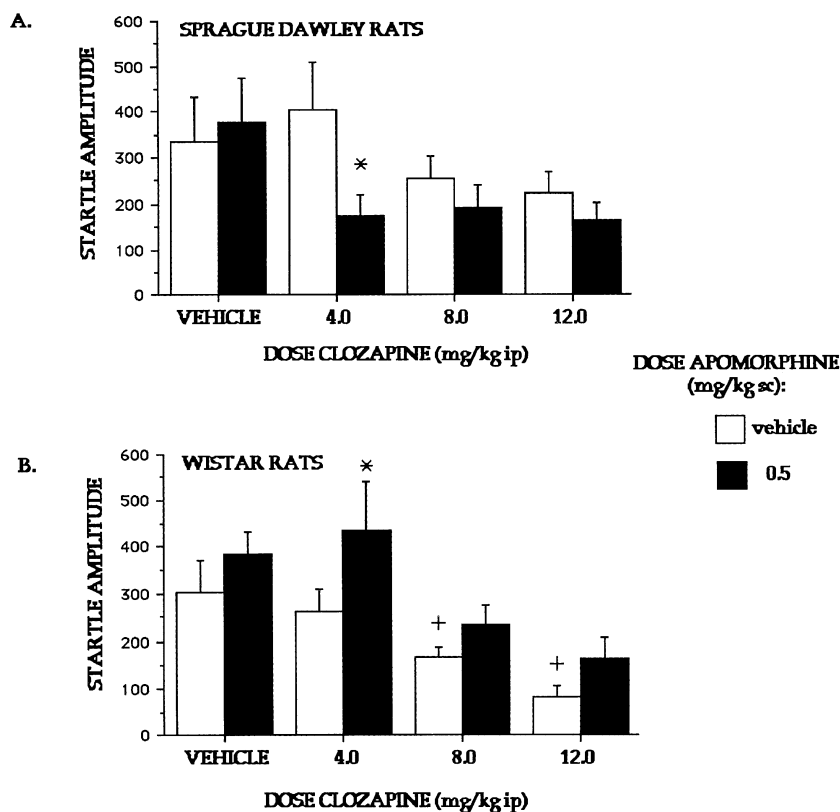 A.
SPRAGUE DAWLEY RATS
STARTLE AMPLITUDE
600
500
400
300
200
100
0
*
VEHICLE 4.0 8.0 12.0
DOSE CLOZAPINE (mg/kg ip)
DOSE APOMORPHINE
(mg/kg sc):
vehicle
0.5
B.
WISTAR RATS
STARTLE AMPLITUDE
600
500
400
300
200
100
0
*
+
+
VEHICLE 4.0 8.0 12.0
DOSE CLOZAPINE (mg/kg ip)